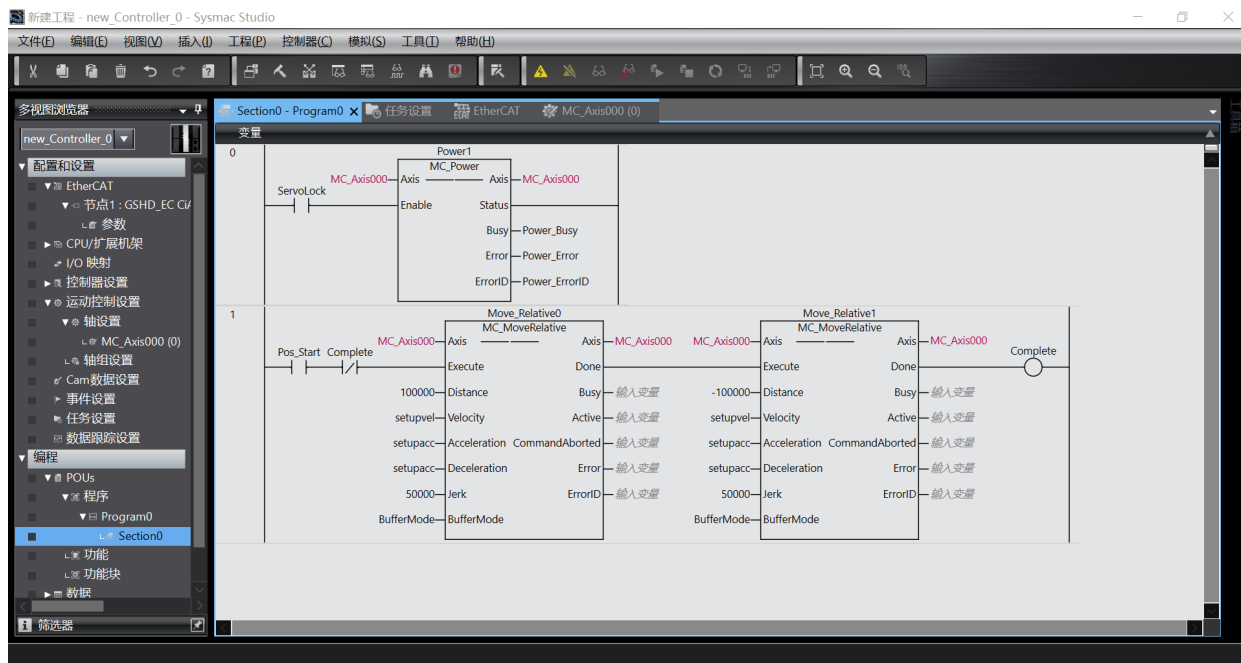 新建工程 - new_Controller_0 - Sysmac Studio
文件(F) 编辑(E) 视图(V) 插入(I) 工程(P) 控制器(C) 模拟(S) 工具(T) 帮助(H)
多视图浏览器
new_Controller_0
配置和设置
EtherCAT
节点1 : GSHD_EC CiA
参数
CPU/扩展机架
I/O 映射
控制器设置
运动控制设置
轴设置
MC_Axis000 (0)
轴组设置
Cam数据设置
事件设置
任务设置
数据跟踪设置
编程
POUs
程序
Program0
Section0
功能
功能块
数据
筛选器
Section0 - Program0 任务设置 EtherCAT MC_Axis000 (0)
变量
0
Power1
MC_Power
MC_Axis000 Axis Axis MC_Axis000
ServoLock
Enable Status
Busy Power_Busy
Error Power_Error
ErrorID Power_ErrorID
1
Move_Relative0 Move_Relative1
MC_MoveRelative MC_MoveRelative
MC_Axis000 Axis Axis MC_Axis000 MC_Axis000 Axis Axis MC_Axis000
Pos_Start Complete Complete
Execute Done Execute Done
100000 Distance Busy 输入变量 -100000 Distance Busy 输入变量
setupvel Velocity Active 输入变量 setupvel Velocity Active 输入变量
setupacc Acceleration CommandAborted 输入变量 setupacc Acceleration CommandAborted 输入变量
setupacc Deceleration Error 输入变量 setupacc Deceleration Error 输入变量
50000 Jerk ErrorID 输入变量 50000 Jerk ErrorID 输入变量
BufferMode BufferMode BufferMode BufferMode